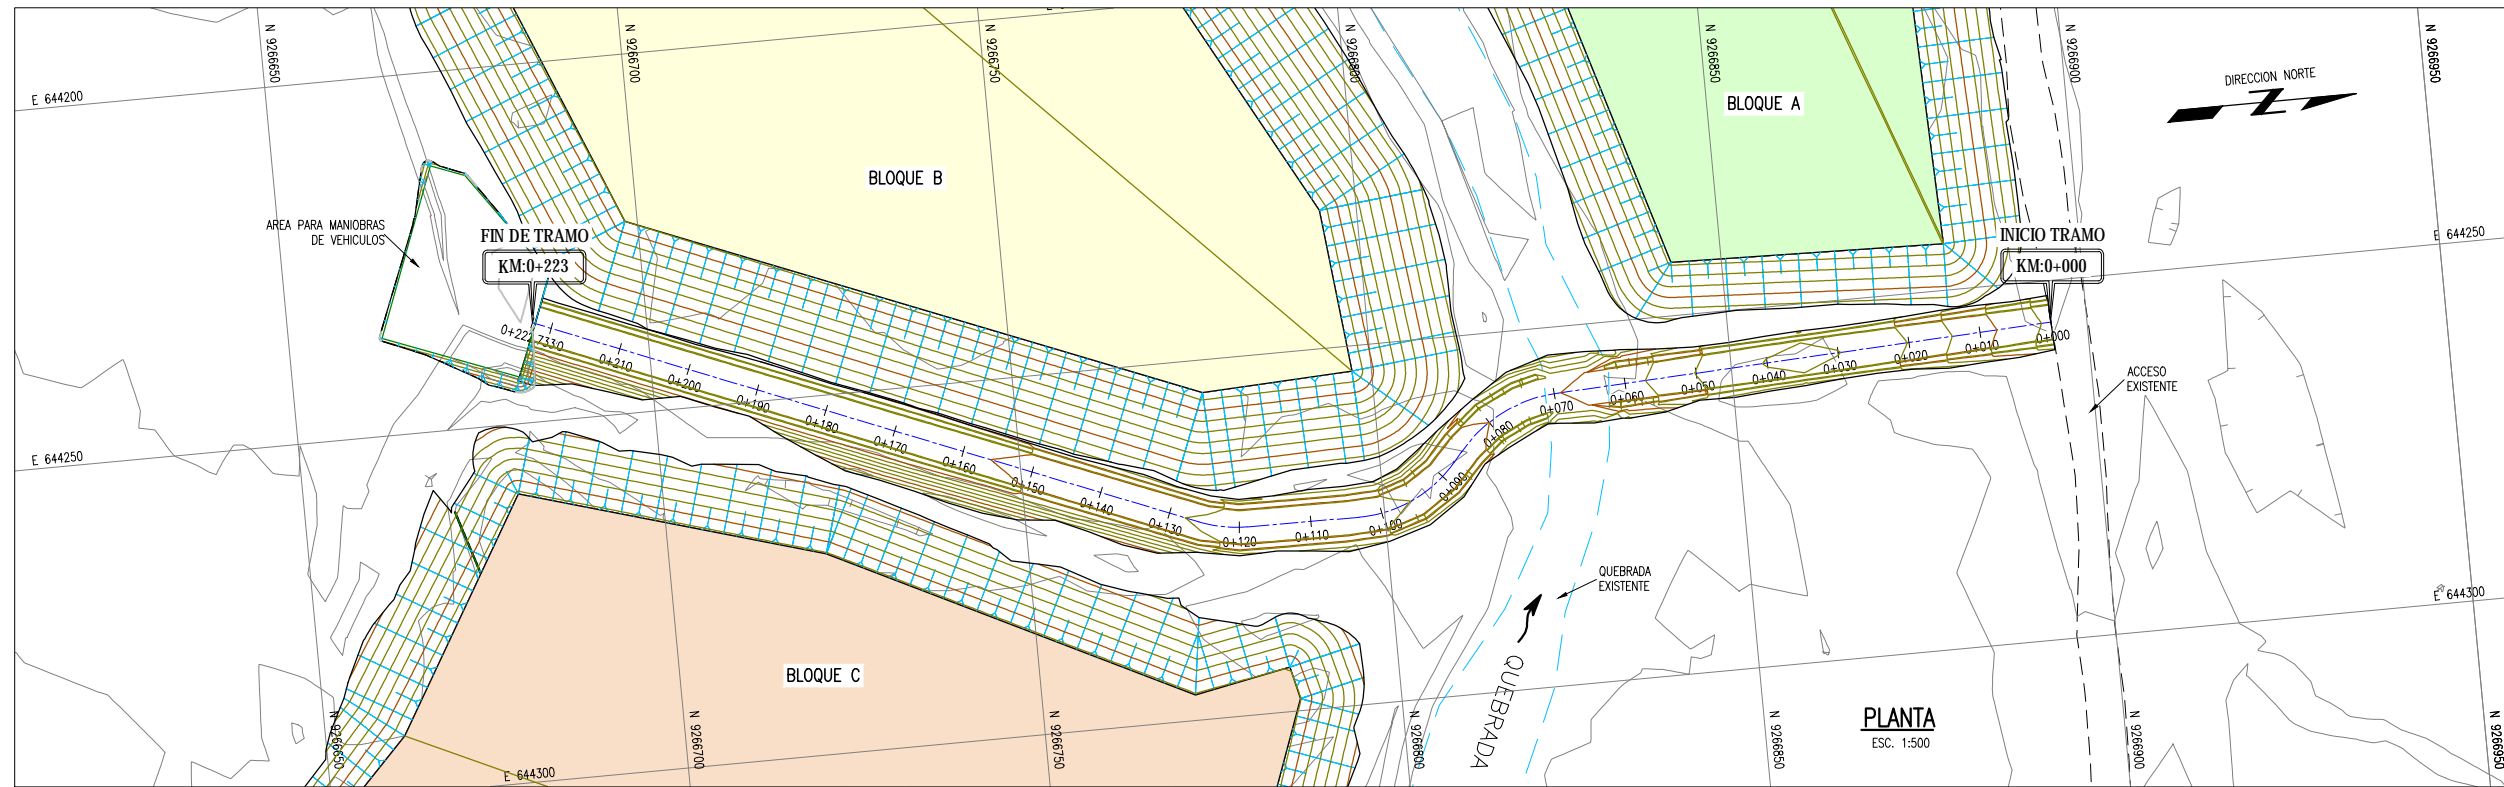 E 6
N 9266650
N 9266700
N 9266750
N 9266800
N 9266850
N 9266900
N 9266950
DIRECCION NORTE
E 644200
BLOQUE A
BLOQUE B
AREA PARA MANIOBRAS
DE VEHICULOS
FIN DE TRAMO
KM:0+223
INICIO TRAMO
KM:0+000
E 644250
0+222.7330
0+210
0+200
0+190
0+180
0+170
0+160
0+150
0+140
0+130
0+120
0+110
0+100
0+090
0+080
0+070
0+060
0+050
0+040
0+030
0+020
0+010
0+000
ACCESO
EXISTENTE
E 644250
QUEBRADA
EXISTENTE
E 644300
BLOQUE C
QUEBRADA
PLANTA
ESC. 1:500
N 9266650
N 9266700
N 9266750
N 9266800
N 9266850
N 9266900
N 9266950
E 644300